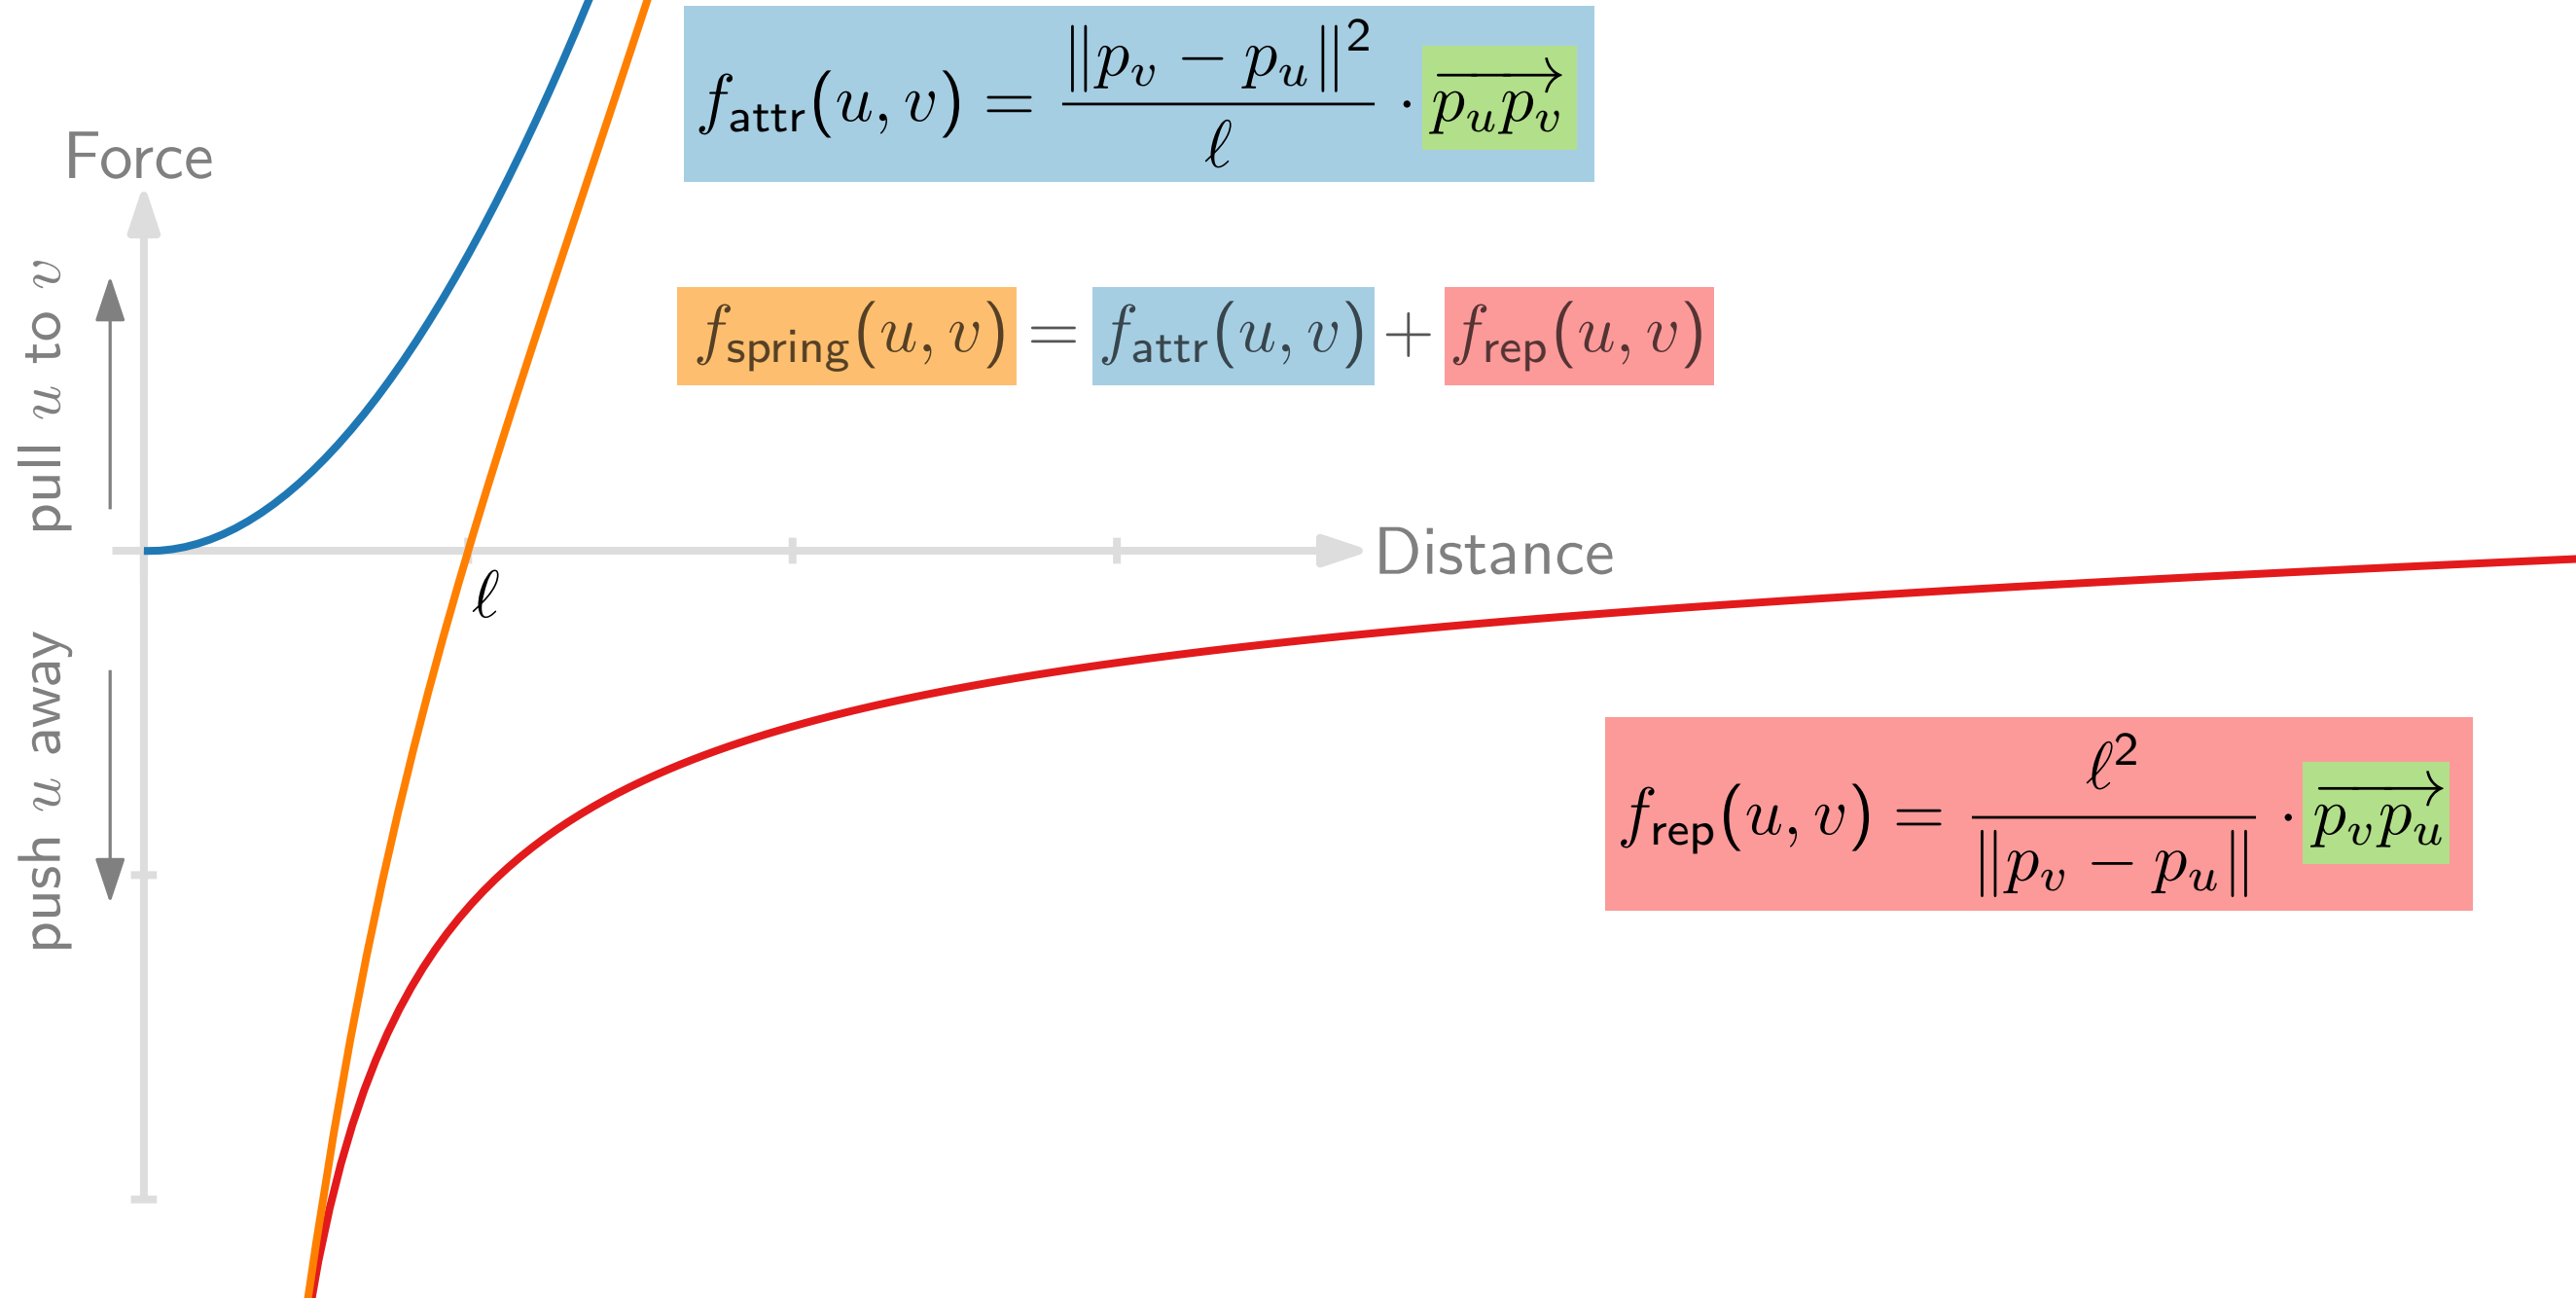 f_attr(u, v) = ‖p_v − p_u‖² / ℓ · →p_u p_v
Force
pull u to v
f_spring(u, v) = f_attr(u, v) + f_rep(u, v)
Distance
ℓ
push u away
f_rep(u, v) = ℓ² / ‖p_v − p_u‖ · →p_v p_u